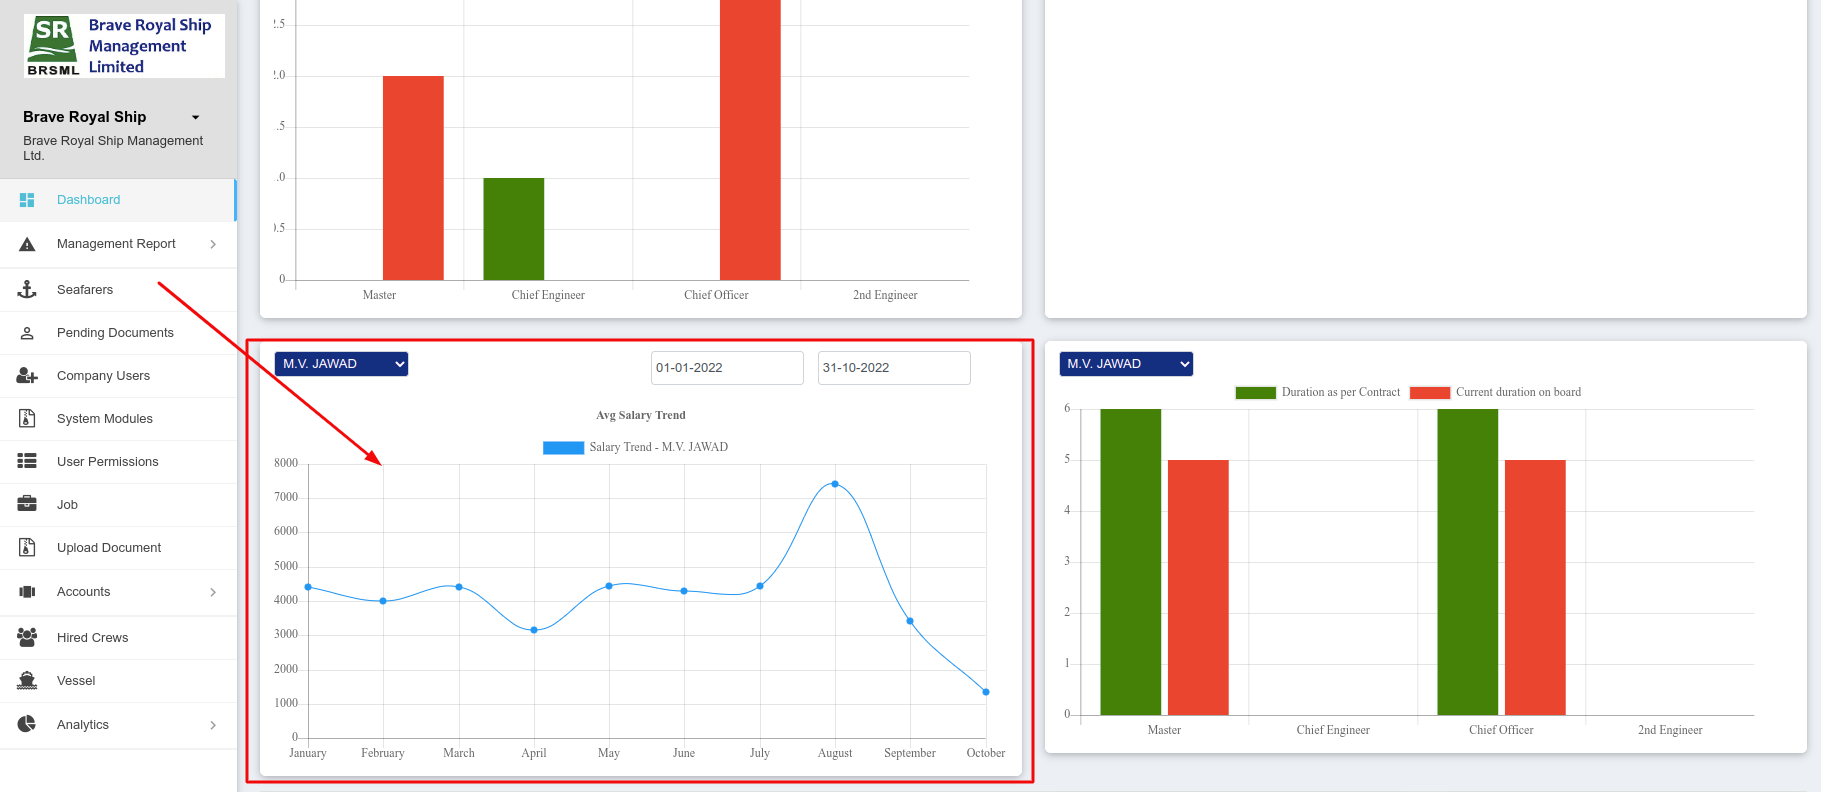 SR
BRSML
Brave Royal Ship
Management
Limited
Brave Royal Ship
Brave Royal Ship Management
Ltd.
Dashboard
Management Report
Seafarers
Pending Documents
Company Users
System Modules
User Permissions
Job
Upload Document
Accounts
Hired Crews
Vessel
Analytics
.5
.0
.5
.0
.5
0
Master Chief Engineer Chief Officer 2nd Engineer
M.V. JAWAD 01-01-2022 31-10-2022
Avg Salary Trend
Salary Trend - M.V. JAWAD
8000
7000
6000
5000
4000
3000
2000
1000
0
January February March April May June July August September October
M.V. JAWAD
Duration as per Contract Current duration on board
6
5
4
3
2
1
0
Master Chief Engineer Chief Officer 2nd Engineer